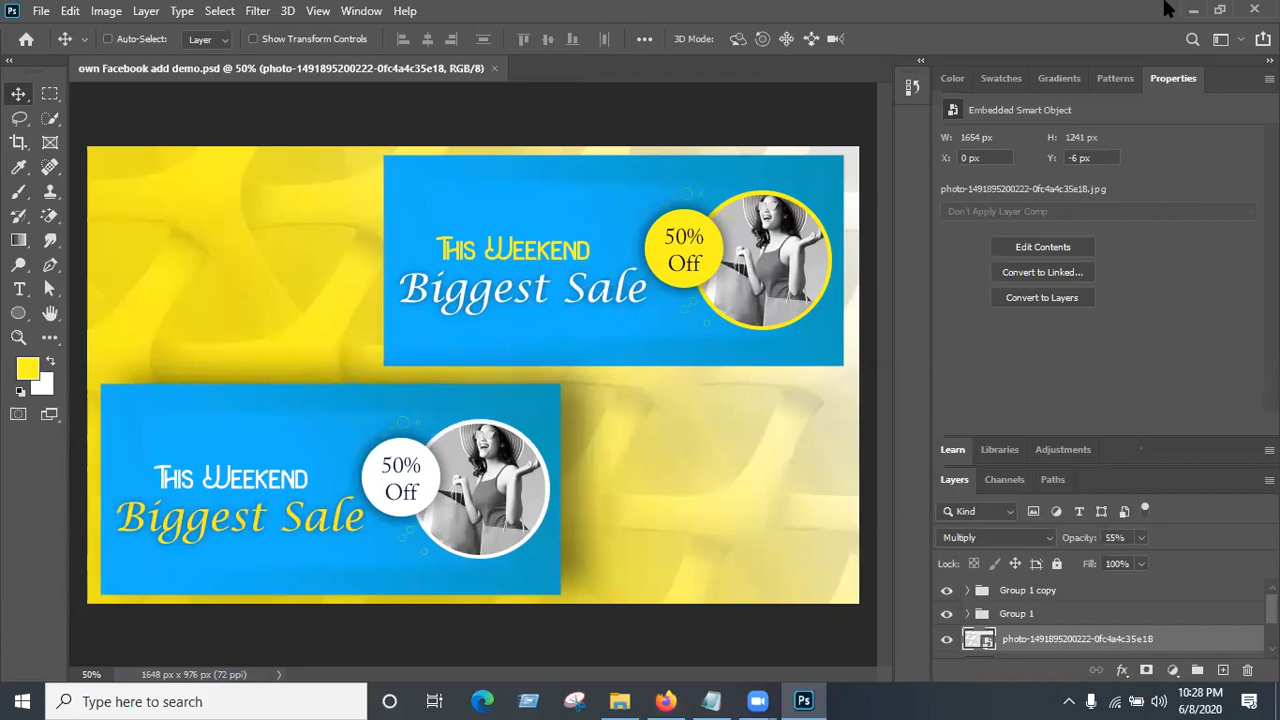 Ps File Edit Image Layer Type Select Filter 3D View Window Help
Auto-Select: Layer Show Transform Controls 3D Mode:
own Facebook add demo.psd @ 50% (photo-1491895200222-0fc4a4c35e18, RGB/8)
Color Swatches Gradients Patterns Properties
Embedded Smart Object
W: 1654 px H: 1241 px
X: 0 px Y: -6 px
photo-1491895200222-0fc4a4c35e18.jpg
Don't Apply Layer Comp
Edit Contents
Convert to Linked...
Convert to Layers
This Weekend
Biggest Sale
50%
Off
This Weekend
Biggest Sale
50%
Off
Learn Libraries Adjustments
Layers Channels Paths
Kind
Multiply Opacity: 55%
Lock: Fill: 100%
Group 1 copy
Group 1
photo-1491895200222-0fc4a4c35e18
50% 1648 px x 976 px (72 ppi)
Type here to search
Ps
10:28 PM
6/8/2020